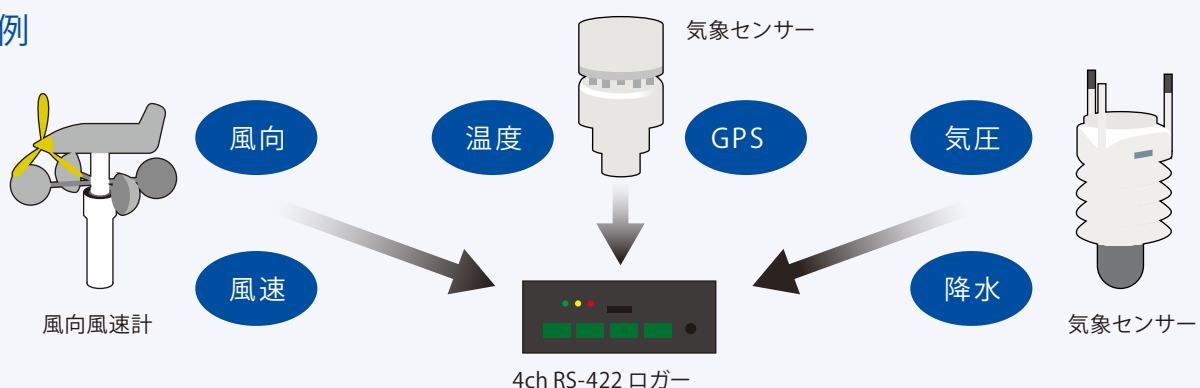 例
気象センサー
風向
温度
GPS
気圧
風速
降水
風向風速計
気象センサー
4ch RS-422 ロガー